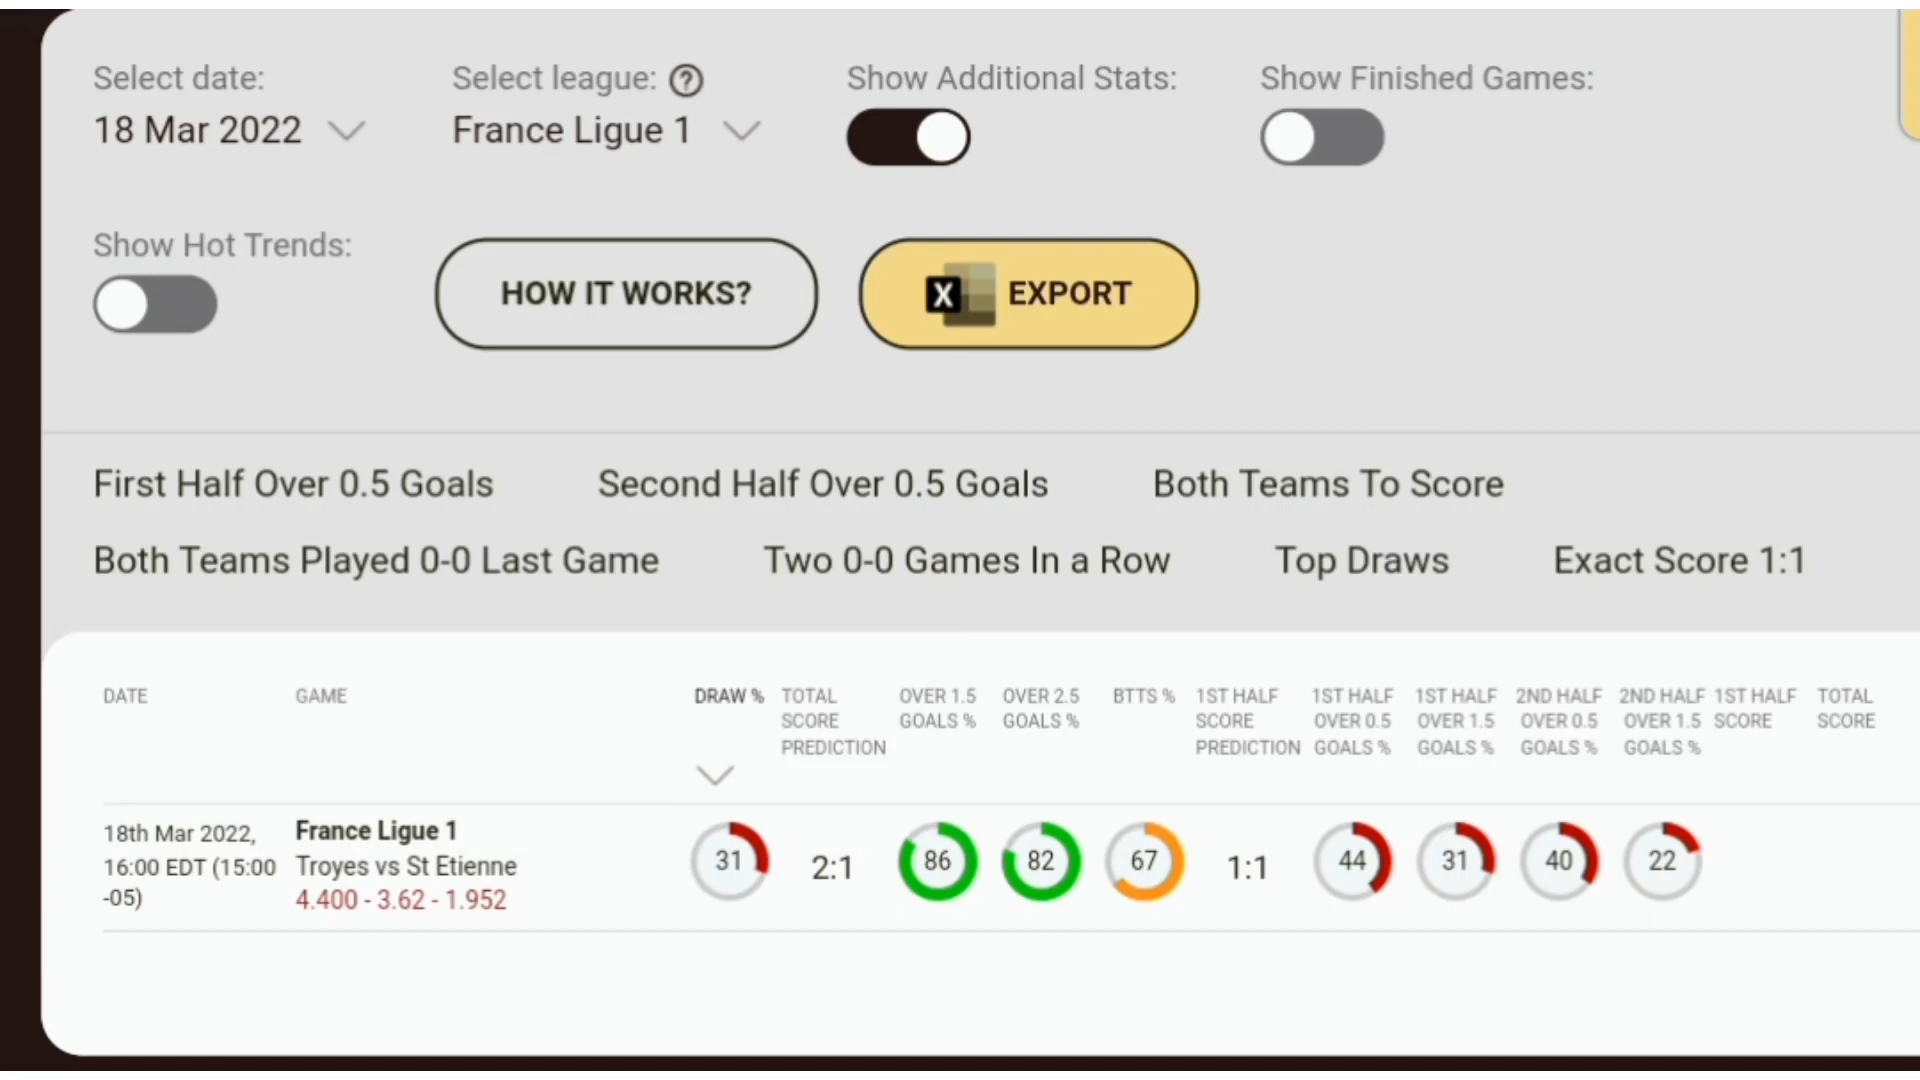 Select date:
Select league: ?
Show Additional Stats:
Show Finished Games:
18 Mar 2022
France Ligue 1
Show Hot Trends:
HOW IT WORKS?
X EXPORT
First Half Over 0.5 Goals
Second Half Over 0.5 Goals
Both Teams To Score
Both Teams Played 0-0 Last Game
Two 0-0 Games In a Row
Top Draws
Exact Score 1:1
DATE
GAME
DRAW %
TOTAL
SCORE
PREDICTION
OVER 1.5
GOALS %
OVER 2.5
GOALS %
BTTS %
1ST HALF
SCORE
PREDICTION
1ST HALF
OVER 0.5
GOALS %
1ST HALF
OVER 1.5
GOALS %
2ND HALF
OVER 0.5
GOALS %
2ND HALF
OVER 1.5
GOALS %
1ST HALF
SCORE
TOTAL
SCORE
18th Mar 2022,
16:00 EDT (15:00
-05)
France Ligue 1
Troyes vs St Etienne
4.400 - 3.62 - 1.952
31
2:1
86
82
67
1:1
44
31
40
22